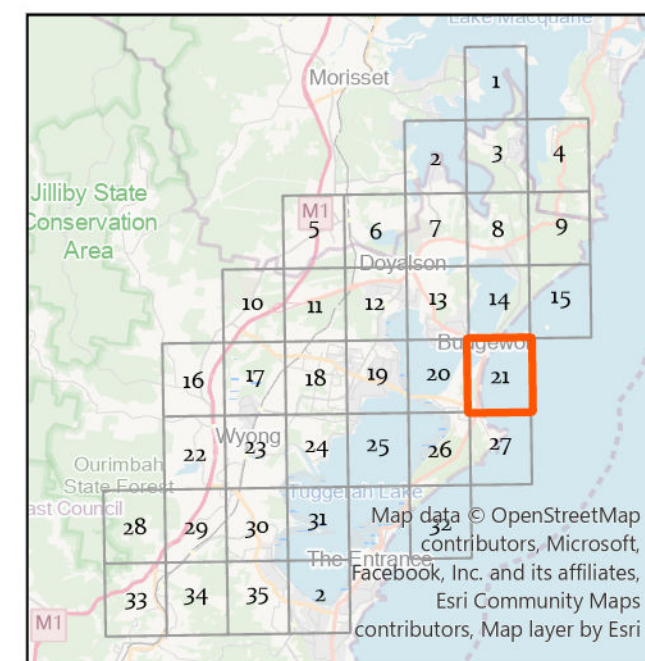 Lake Macquarie
Morisset
1
2
3
4
Jilliby State
Conservation
Area
M1
5
6
7
8
9
Doyalson
10
11
12
13
14
15
Budgewoi
16
17
18
19
20
21
Wyong
22
23
24
25
26
27
Ourimbah
State Forest
ast Council
Tuggerah Lake
28
29
30
31
32
The Entrance
33
34
35
2
M1
Map data © OpenStreetMap
contributors, Microsoft,
Facebook, Inc. and its affiliates,
Esri Community Maps
contributors, Map layer by Esri